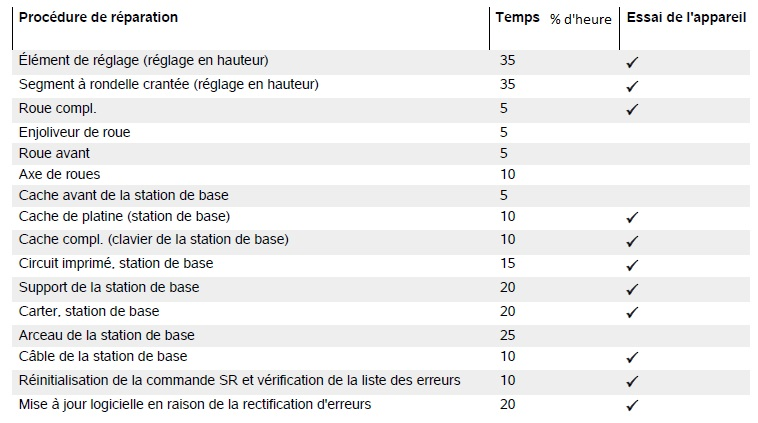 Procédure de réparation Temps % d'heure Essai de l'appareil
Élément de réglage (réglage en hauteur) 35 ✓
Segment à rondelle crantée (réglage en hauteur) 35 ✓
Roue compl. 5 ✓
Enjoliveur de roue 5
Roue avant 5
Axe de roues 10
Cache avant de la station de base 5
Cache de platine (station de base) 10 ✓
Cache compl. (clavier de la station de base) 10 ✓
Circuit imprimé, station de base 15 ✓
Support de la station de base 20 ✓
Carter, station de base 20 ✓
Arceau de la station de base 25
Câble de la station de base 10 ✓
Réinitialisation de la commande SR et vérification de la liste des erreurs 10 ✓
Mise à jour logicielle en raison de la rectification d'erreurs 20 ✓